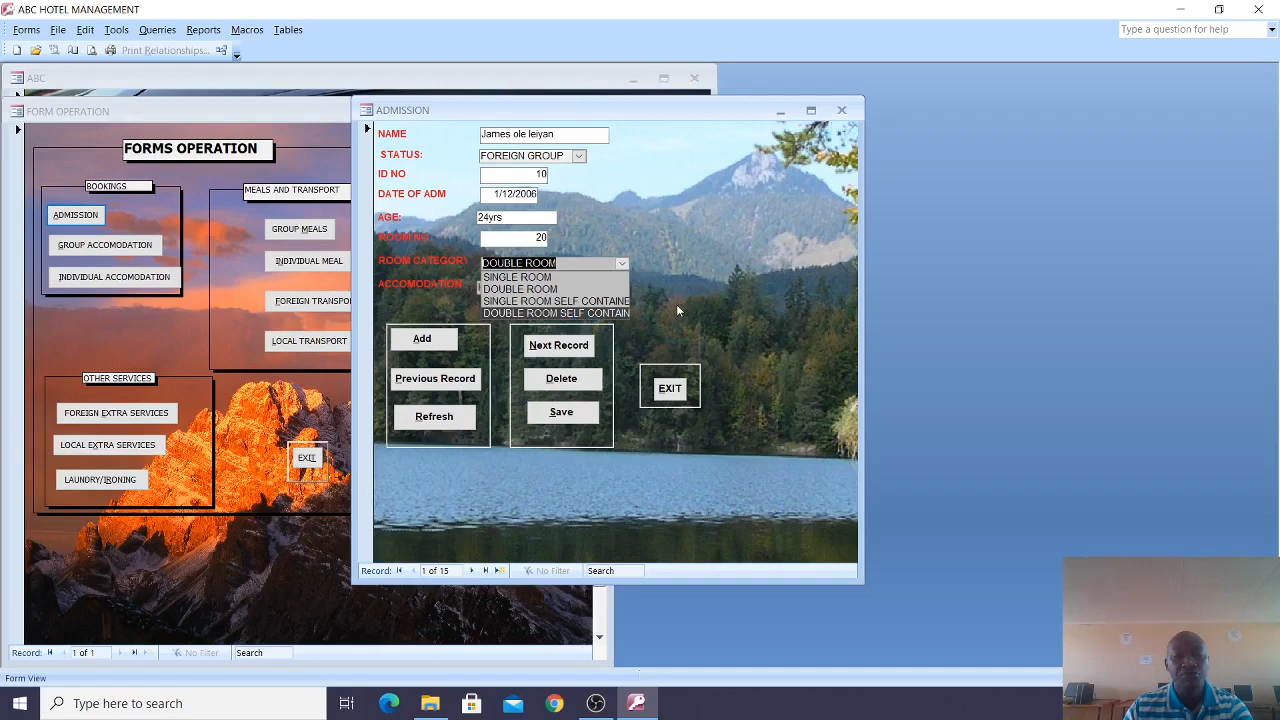 ABC HOTEL MANAGEMENT
Forms File Edit Tools Querries Reports Macros Tables
Type a question for help
Print Relationships...
ABC
FORM OPERATION
FORMS OPERATION
BOOKINGS
ADMISSION
GROUP ACCOMODATION
INDIVIDUAL ACCOMODATION
MEALS AND TRANSPORT
GROUP MEALS
INDIVIDUAL MEAL
FOREIGN TRANSPO
LOCAL TRANSPORT
OTHER SERVICES
FOREIGN EXTRA SERVICES
LOCAL EXTRA SERVICES
LAUNDRY/IRONING
EXIT
Record: 1 of 1 No Filter Search
ADMISSION
NAME James ole leiyan
STATUS: FOREIGN GROUP
ID NO 10
DATE OF ADM 1/12/2006
AGE: 24yrs
ROOM NO. 20
ROOM CATEGORY DOUBLE ROOM
SINGLE ROOM
DOUBLE ROOM
SINGLE ROOM SELF CONTAINE
DOUBLE ROOM SELF CONTAIN
ACCOMODATION
Add
Previous Record
Refresh
Next Record
Delete
Save
EXIT
Record: 1 of 15 No Filter Search
Form View
Type here to search